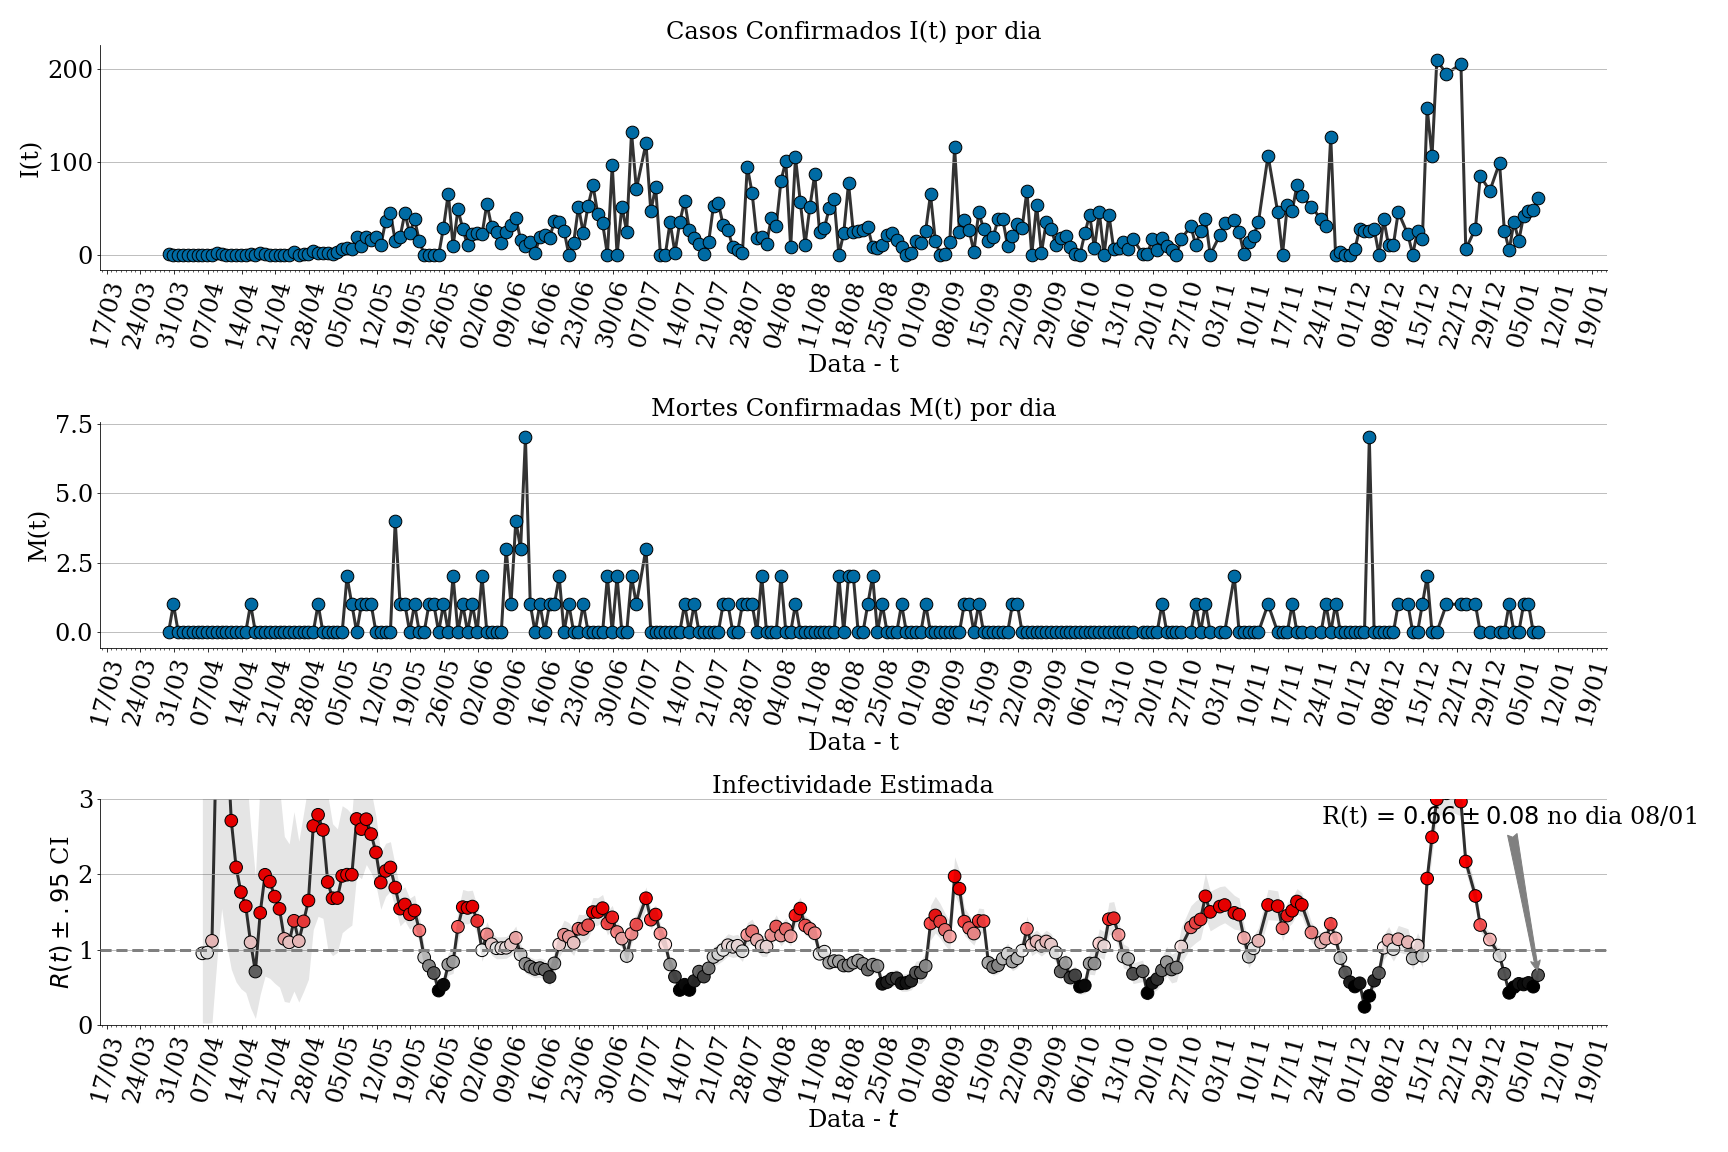 Casos Confirmados I(t) por dia
I(t)
200
100
0
17/03 24/03 31/03 07/04 14/04 21/04 28/04 05/05 12/05 19/05 26/05 02/06 09/06 16/06 23/06 30/06 07/07 14/07 21/07 28/07 04/08 11/08 18/08 25/08 01/09 08/09 15/09 22/09 29/09 06/10 13/10 20/10 27/10 03/11 10/11 17/11 24/11 01/12 08/12 15/12 22/12 29/12 05/01 12/01 19/01
Data - t
Mortes Confirmadas M(t) por dia
M(t)
7.5
5.0
2.5
0.0
17/03 24/03 31/03 07/04 14/04 21/04 28/04 05/05 12/05 19/05 26/05 02/06 09/06 16/06 23/06 30/06 07/07 14/07 21/07 28/07 04/08 11/08 18/08 25/08 01/09 08/09 15/09 22/09 29/09 06/10 13/10 20/10 27/10 03/11 10/11 17/11 24/11 01/12 08/12 15/12 22/12 29/12 05/01 12/01 19/01
Data - t
Infectividade Estimada
R(t) ± .95 CI
3
R(t) = 0.66 ± 0.08 no dia 08/01
2
1
0
17/03 24/03 31/03 07/04 14/04 21/04 28/04 05/05 12/05 19/05 26/05 02/06 09/06 16/06 23/06 30/06 07/07 14/07 21/07 28/07 04/08 11/08 18/08 25/08 01/09 08/09 15/09 22/09 29/09 06/10 13/10 20/10 27/10 03/11 10/11 17/11 24/11 01/12 08/12 15/12 22/12 29/12 05/01 12/01 19/01
Data - t